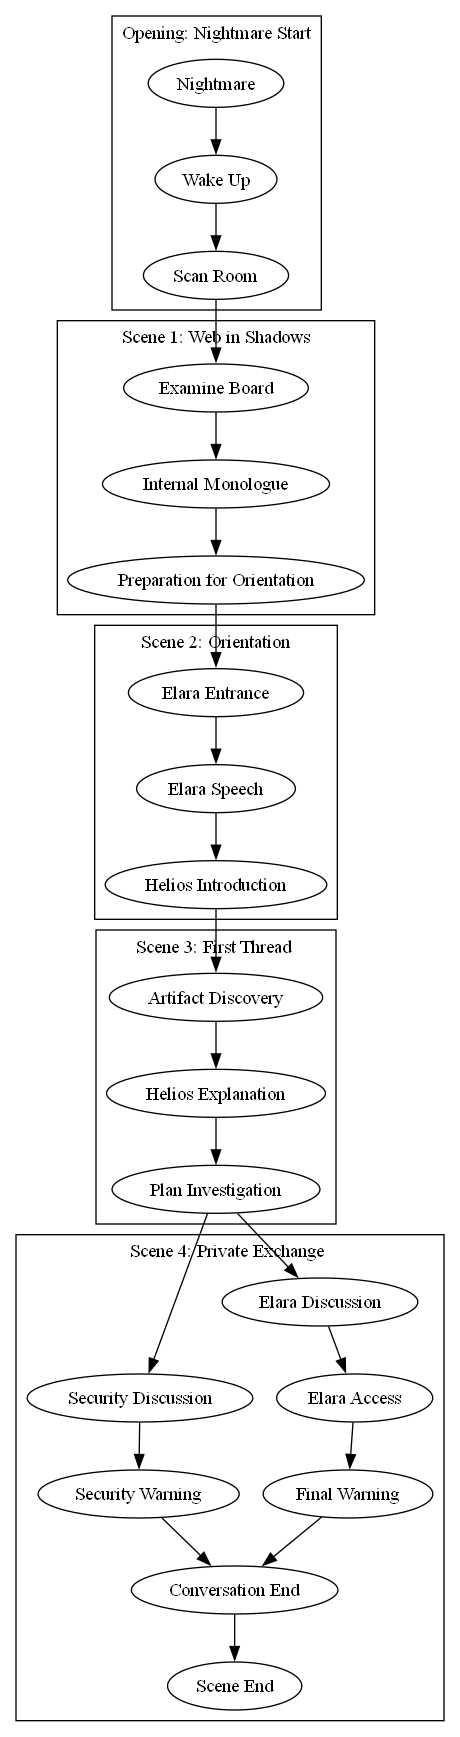 Opening: Nightmare Start
Nightmare
Wake Up
Scan Room
Scene 1: Web in Shadows
Examine Board
Internal Monologue
Preparation for Orientation
Scene 2: Orientation
Elara Entrance
Elara Speech
Helios Introduction
Scene 3: First Thread
Artifact Discovery
Helios Explanation
Plan Investigation
Scene 4: Private Exchange
Elara Discussion
Security Discussion
Elara Access
Security Warning
Final Warning
Conversation End
Scene End